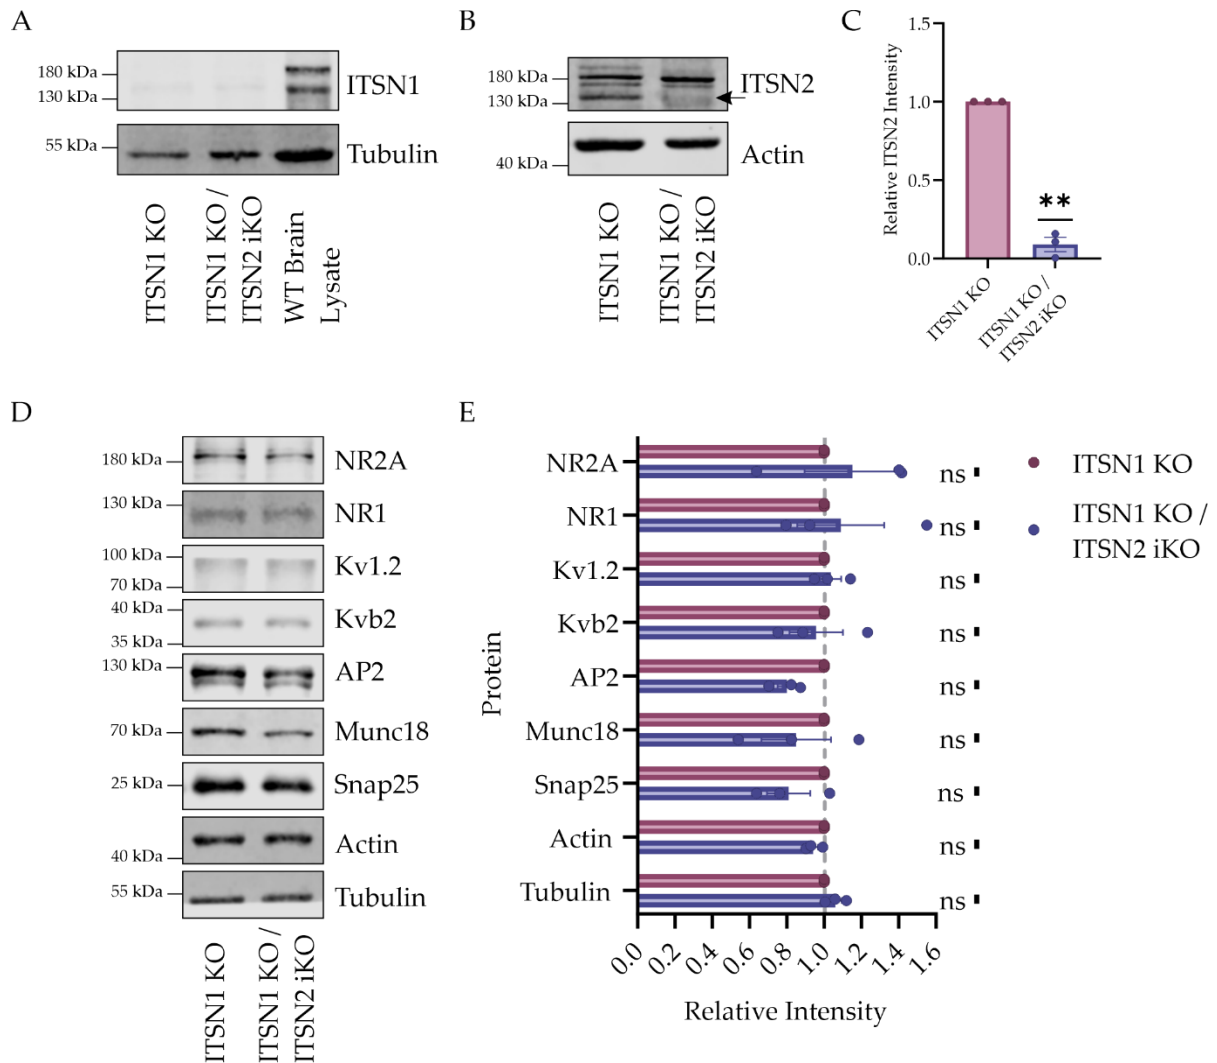 A
180 kDa
130 kDa
ITSN1
55 kDa
Tubulin
ITSN1 KO
ITSN1 KO /
ITSN2 iKO
WT Brain
Lysate
B
180 kDa
130 kDa
ITSN2
40 kDa
Actin
ITSN1 KO
ITSN1 KO /
ITSN2 iKO
C
Relative ITSN2 Intensity
1.5
1.0
0.5
0.0
**
ITSN1 KO
ITSN1 KO /
ITSN2 iKO
D
180 kDa
NR2A
130 kDa
NR1
100 kDa
70 kDa
Kv1.2
40 kDa
35 kDa
Kvb2
130 kDa
AP2
70 kDa
Munc18
25 kDa
Snap25
40 kDa
Actin
55 kDa
Tubulin
ITSN1 KO
ITSN1 KO /
ITSN2 iKO
E
Protein
NR2A
ns
NR1
ns
Kv1.2
ns
Kvb2
ns
AP2
ns
Munc18
ns
Snap25
ns
Actin
ns
Tubulin
ns
0.0 0.2 0.4 0.6 0.8 1.0 1.2 1.4 1.6
Relative Intensity
ITSN1 KO
ITSN1 KO /
ITSN2 iKO